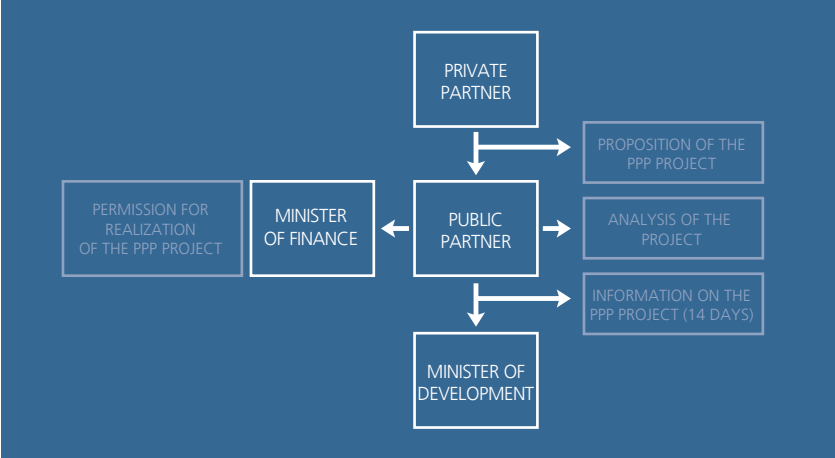 PRIVATE
PARTNER
PROPOSITION OF THE
PPP PROJECT
PERMISSION FOR
REALIZATION
OF THE PPP PROJECT
MINISTER
OF FINANCE
PUBLIC
PARTNER
ANALYSIS OF THE
PROJECT
INFORMATION ON THE
PPP PROJECT (14 DAYS)
MINISTER OF
DEVELOPMENT